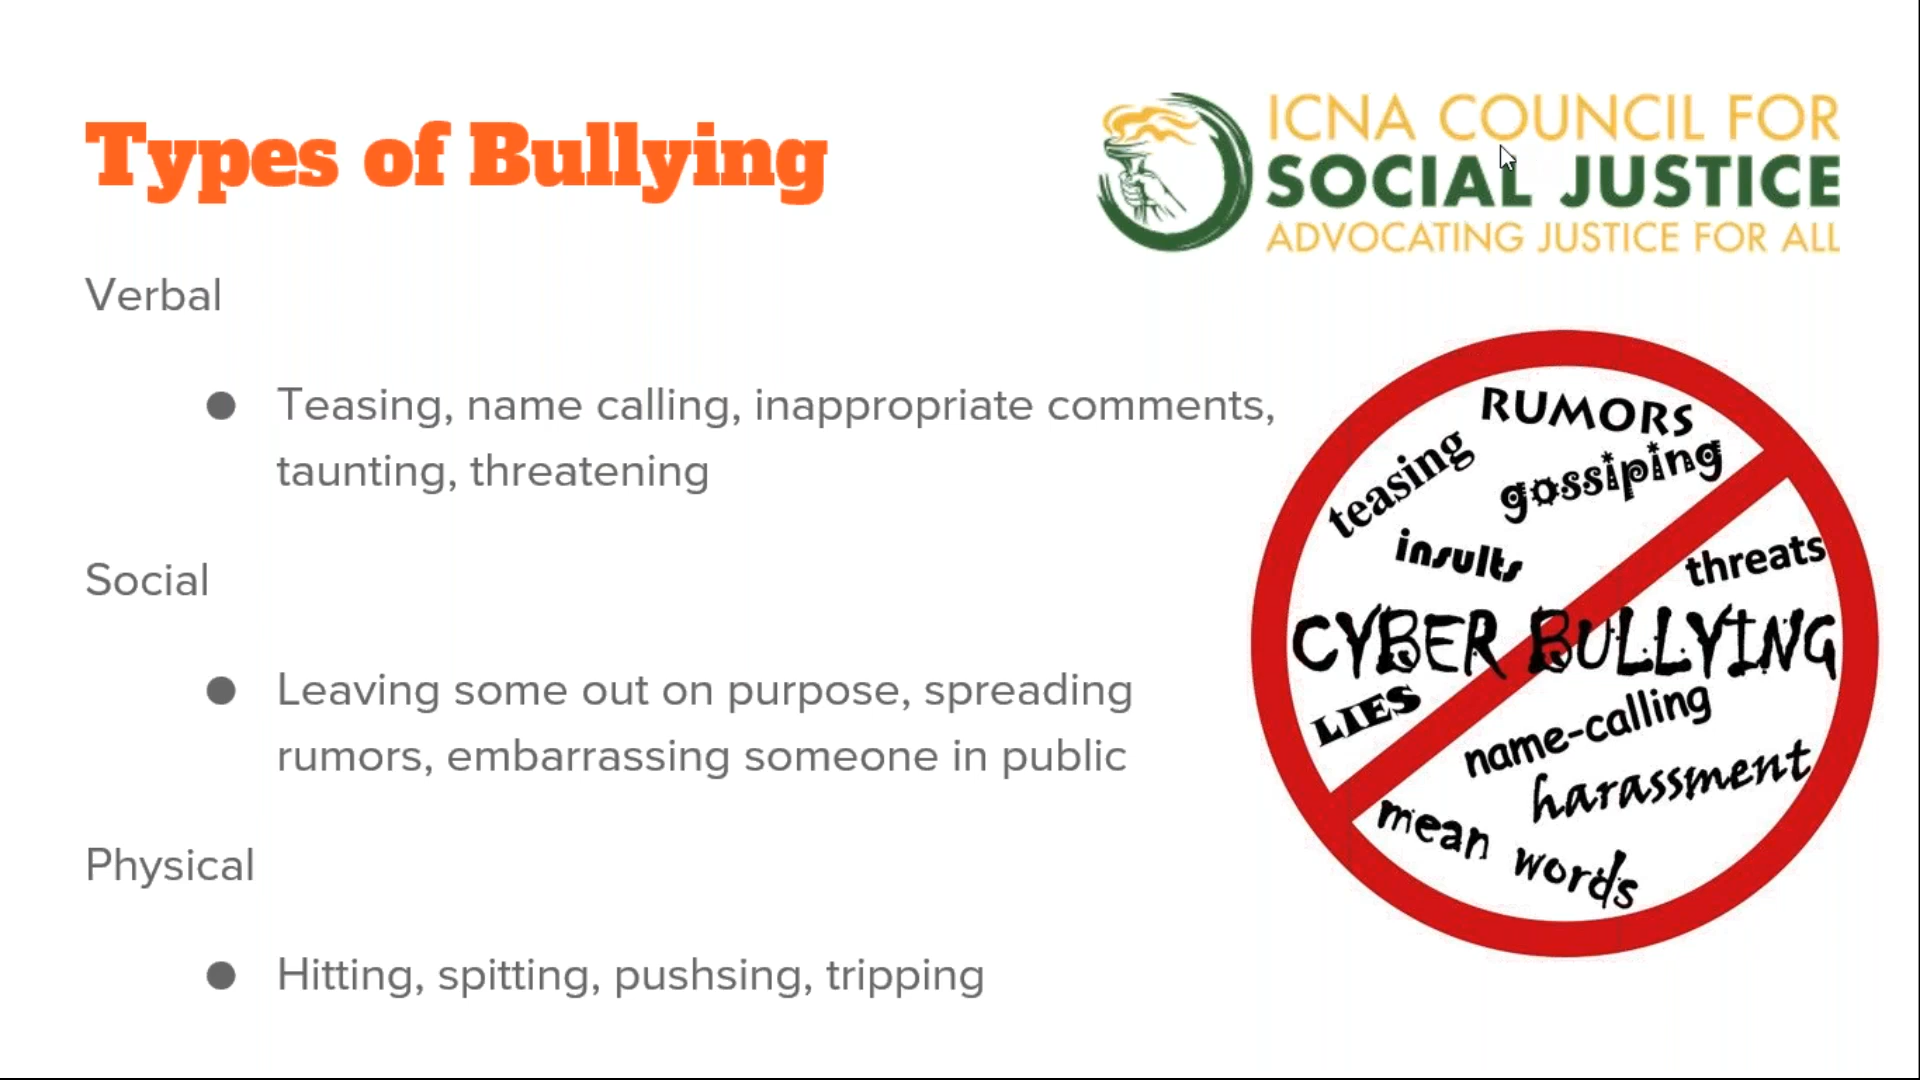 Types of Bullying
ICNA COUNCIL FOR
SOCIAL JUSTICE
ADVOCATING JUSTICE FOR ALL
Verbal
● Teasing, name calling, inappropriate comments,
taunting, threatening
Social
● Leaving some out on purpose, spreading
rumors, embarrassing someone in public
Physical
● Hitting, spitting, pushsing, tripping
RUMORS
teasing
gossiping
insults
threats
CYBER BULLYING
LIES
name-calling
harassment
mean words